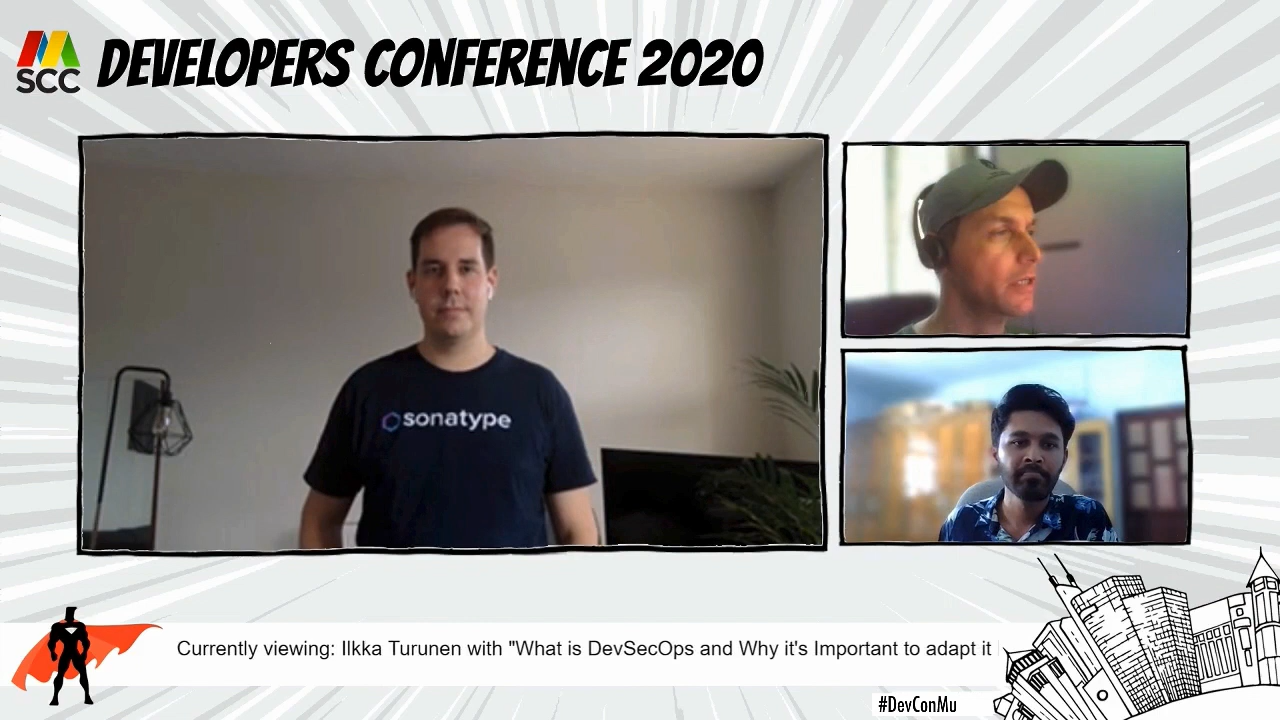 SCC
DEVELOPERS CONFERENCE 2020
sonatype
Currently viewing: Ilkka Turunen with "What is DevSecOps and Why it's Important to adapt it
#DevConMu